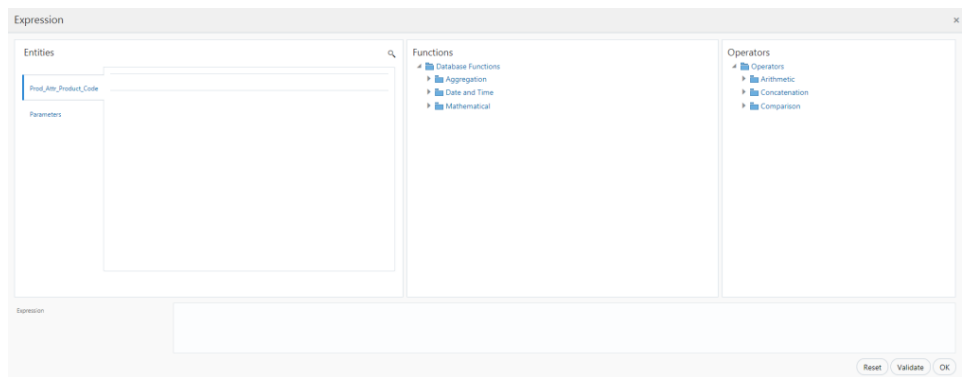 Expression
×
Entities
Prod_Attr_Product_Code
Parameters
Functions
Database Functions
Aggregation
Date and Time
Mathematical
Operators
Operators
Arithmetic
Concatenation
Comparison
Expression
Reset
Validate
OK